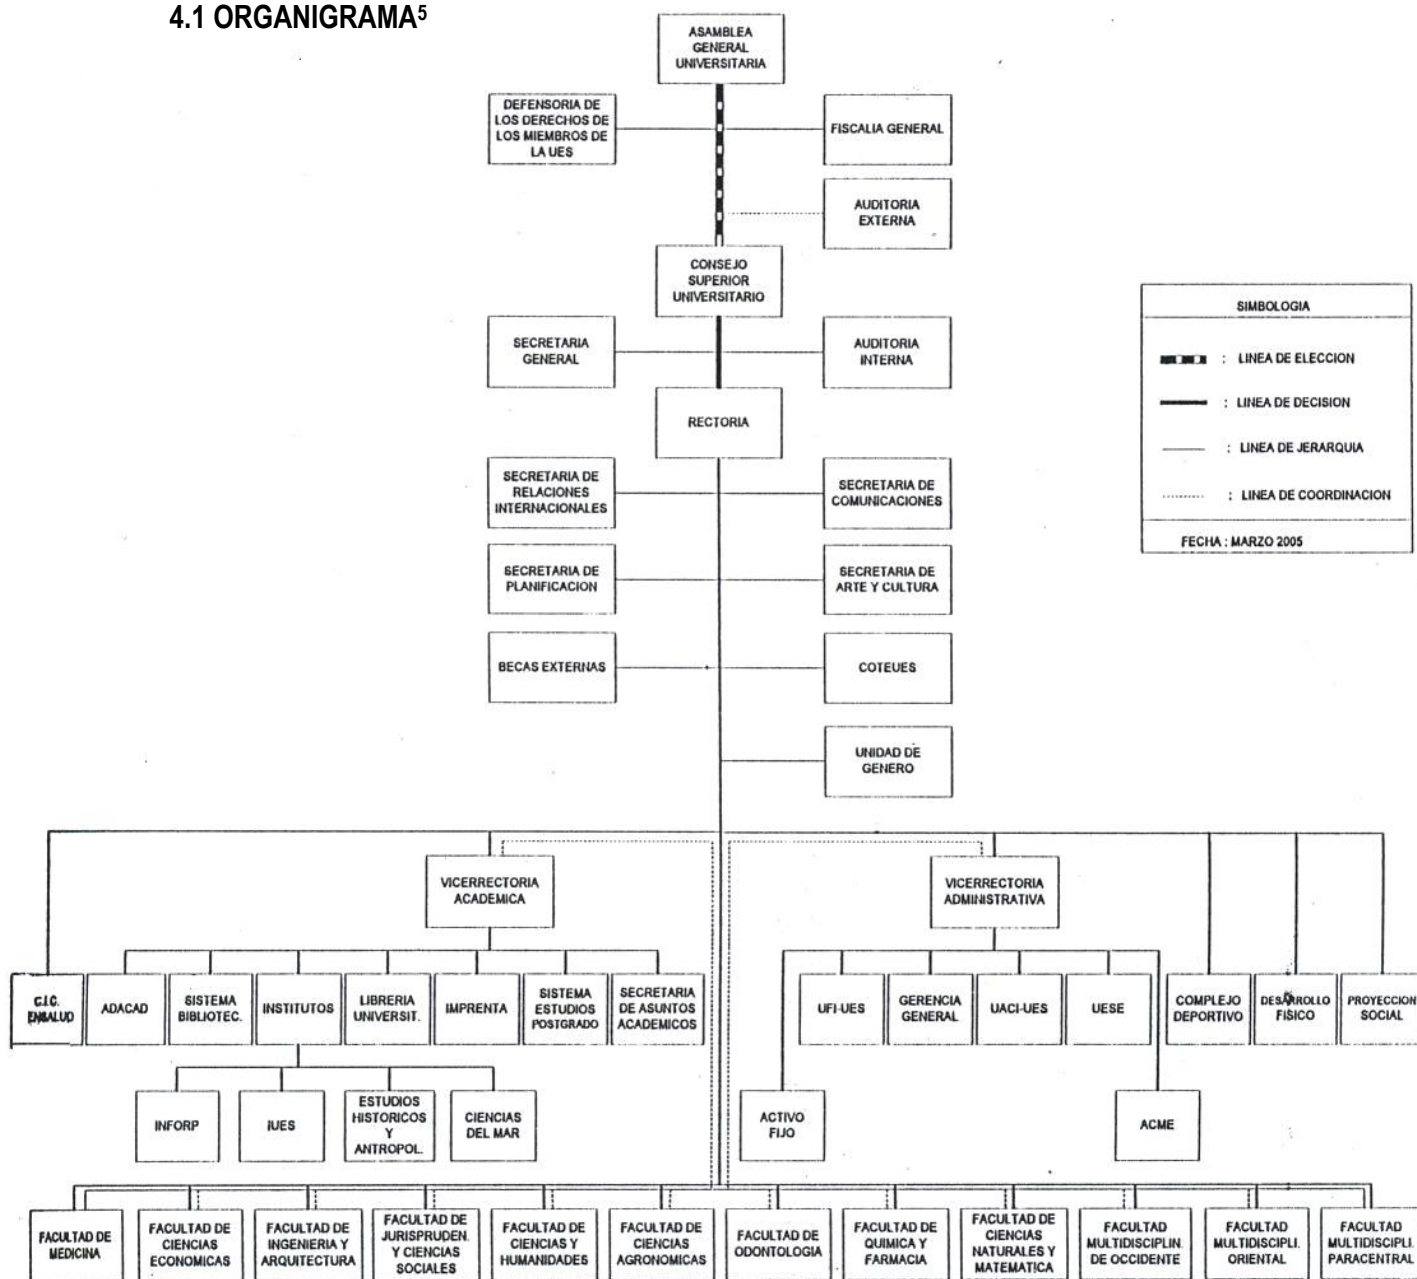 4.1 ORGANIGRAMA⁵
ASAMBLEA
GENERAL
UNIVERSITARIA
DEFENSORIA DE
LOS DERECHOS DE
LOS MIEMBROS DE
LA UES
FISCALIA GENERAL
AUDITORIA
EXTERNA
CONSEJO
SUPERIOR
UNIVERSITARIO
SECRETARIA
GENERAL
AUDITORIA
INTERNA
RECTORIA
SECRETARIA DE
RELACIONES
INTERNACIONALES
SECRETARIA DE
COMUNICACIONES
SECRETARIA DE
PLANIFICACION
SECRETARIA DE
ARTE Y CULTURA
BECAS EXTERNAS
COTEUES
UNIDAD DE
GENERO
SIMBOLOGIA
: LINEA DE ELECCION
: LINEA DE DECISION
: LINEA DE JERARQUIA
: LINEA DE COORDINACION
FECHA : MARZO 2005
VICERRECTORIA
ACADEMICA
VICERRECTORIA
ADMINISTRATIVA
C.I.C.
ENSALUD
ADACAD
SISTEMA
BIBLIOTEC.
INSTITUTOS
LIBRERIA
UNIVERSIT.
IMPRENTA
SISTEMA
ESTUDIOS
POSTGRADO
SECRETARIA
DE ASUNTOS
ACADEMICOS
UFI-UES
GERENCIA
GENERAL
UACI-UES
UESE
COMPLEJO
DEPORTIVO
DESARROLLO
FISICO
PROYECCION
SOCIAL
INFORP
IUES
ESTUDIOS
HISTORICOS
Y
ANTROPOL.
CIENCIAS
DEL MAR
ACTIVO
FIJO
ACME
FACULTAD DE
MEDICINA
FACULTAD DE
CIENCIAS
ECONOMICAS
FACULTAD DE
INGENIERIA Y
ARQUITECTURA
FACULTAD DE
JURISPRUDEN.
Y CIENCIAS
SOCIALES
FACULTAD DE
CIENCIAS Y
HUMANIDADES
FACULTAD DE
CIENCIAS
AGRONOMICAS
FACULTAD DE
ODONTOLOGIA
FACULTAD DE
QUIMICA Y
FARMACIA
FACULTAD DE
CIENCIAS
NATURALES Y
MATEMATICA
FACULTAD
MULTIDISCIPLIN.
DE OCCIDENTE
FACULTAD
MULTIDISCIPLI.
ORIENTAL
FACULTAD
MULTIDISCIPLI.
PARACENTRAL